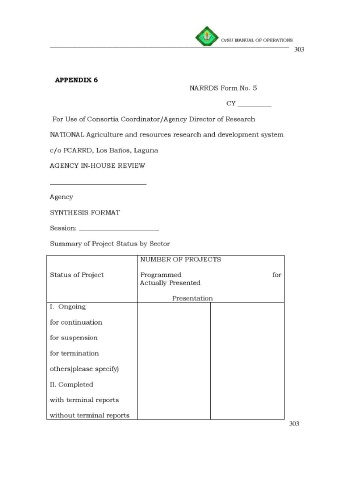 CvSU MANUAL OF OPERATIONS
303
APPENDIX 6
NARRDS Form No. 5
CY __________
For Use of Consortia Coordinator/Agency Director of Research
NATIONAL Agriculture and resources research and development system
c/o PCARRD, Los Baños, Laguna
AGENCY IN-HOUSE REVIEW
____________________________
Agency
SYNTHESIS FORMAT
Session: _______________________
Summary of Project Status by Sector
NUMBER OF PROJECTS
Status of Project Programmed for
Actually Presented
Presentation
I. Ongoing
for continuation
for suspension
for termination
others(please specify)
II. Completed
with terminal reports
without terminal reports
303